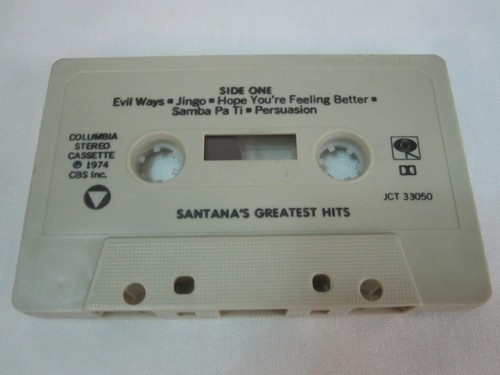 SIDE ONE
Evil Ways ▪ Jingo ▪ Hope You're Feeling Better ▪
Samba Pa Ti ▪ Persuasion
COLUMBIA
STEREO
CASSETTE
℗ 1974
CBS Inc.
JCT 33050
SANTANA'S GREATEST HITS